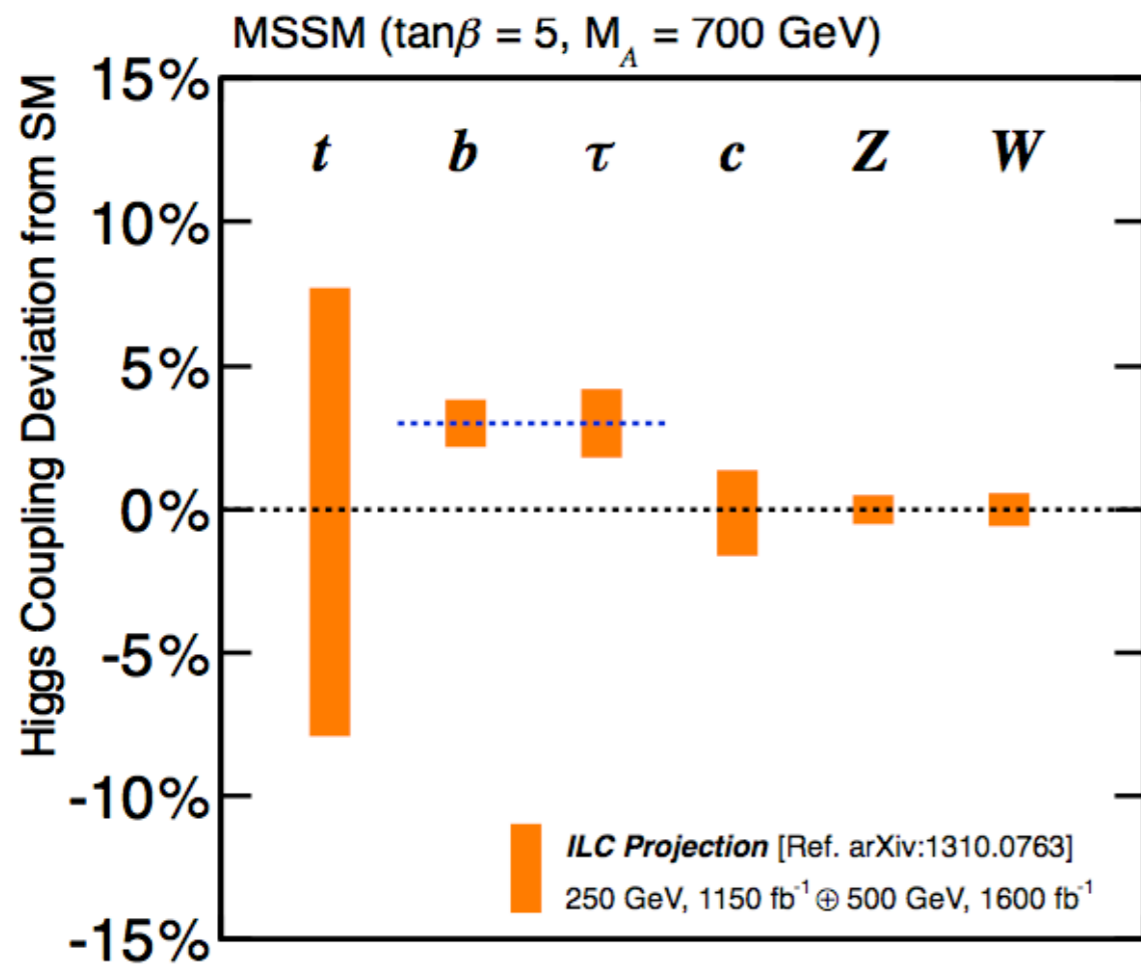 MSSM (tanβ = 5, M_A = 700 GeV)
Higgs Coupling Deviation from SM
15%
10%
5%
0%
-5%
-10%
-15%
t b τ c Z W
ILC Projection [Ref. arXiv:1310.0763]
250 GeV, 1150 fb⁻¹ ⊕ 500 GeV, 1600 fb⁻¹